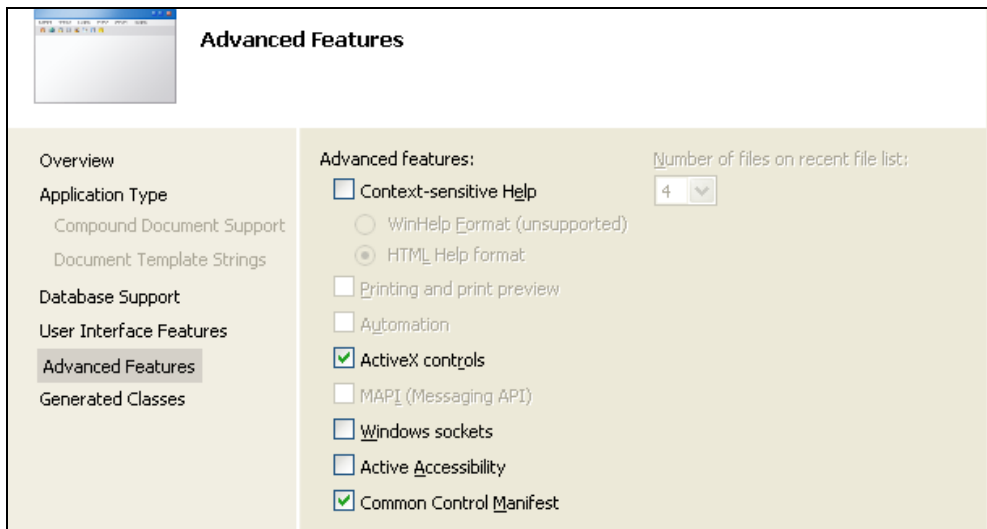 Advanced Features
Overview
Application Type
Compound Document Support
Document Template Strings
Database Support
User Interface Features
Advanced Features
Generated Classes
Advanced features:
Context-sensitive Help
WinHelp Format (unsupported)
HTML Help format
Printing and print preview
Automation
ActiveX controls
MAPI (Messaging API)
Windows sockets
Active Accessibility
Common Control Manifest
Number of files on recent file list:
4